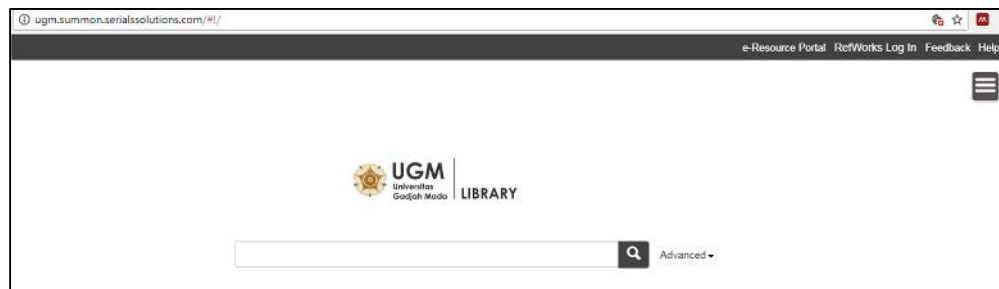 ugm.summon.serialssolutions.com/#!/
e-Resource Portal RefWorks Log In Feedback Help
UGM
Universitas
Gadjah Mada
LIBRARY
Advanced